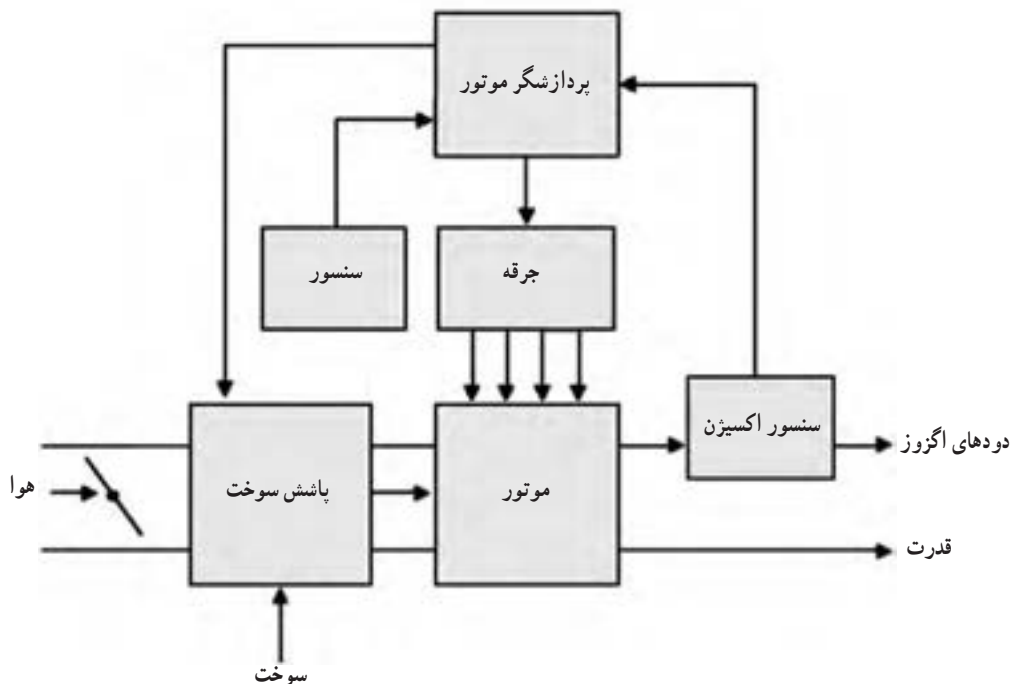 پردازشگر موتور
سنسور
جرقه
سنسور اکسیژن
دودهای اگزوز
هوا
پاشش سوخت
موتور
قدرت
سوخت